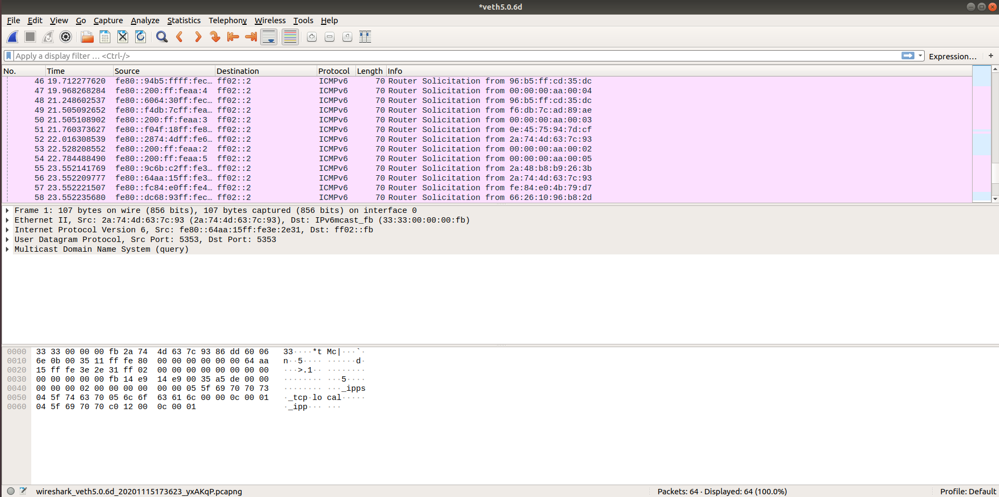 *veth5.0.6d
File Edit View Go Capture Analyze Statistics Telephony Wireless Tools Help
Apply a display filter … <Ctrl-/> Expression… +
No. Time Source Destination Protocol Length Info
46 19.712277620 fe80::94b5:ffff:fec… ff02::2 ICMPv6 70 Router Solicitation from 96:b5:ff:cd:35:dc
47 19.968268284 fe80::200:ff:feaa:4 ff02::2 ICMPv6 70 Router Solicitation from 00:00:00:aa:00:04
48 21.248602537 fe80::6064:30ff:fec… ff02::2 ICMPv6 70 Router Solicitation from 96:b5:ff:cd:35:dc
49 21.505092652 fe80::f4db:7cff:fea… ff02::2 ICMPv6 70 Router Solicitation from f6:db:7c:ad:89:ae
50 21.505108902 fe80::200:ff:feaa:3 ff02::2 ICMPv6 70 Router Solicitation from 00:00:00:aa:00:03
51 21.760373627 fe80::f04f:18ff:fe8… ff02::2 ICMPv6 70 Router Solicitation from 0e:45:75:94:7d:cf
52 22.016308539 fe80::2874:4dff:fe6… ff02::2 ICMPv6 70 Router Solicitation from 2a:74:4d:63:7c:93
53 22.528208552 fe80::200:ff:feaa:2 ff02::2 ICMPv6 70 Router Solicitation from 00:00:00:aa:00:02
54 22.784488490 fe80::200:ff:feaa:5 ff02::2 ICMPv6 70 Router Solicitation from 00:00:00:aa:00:05
55 23.552141769 fe80::9c6b:c2ff:fe3… ff02::2 ICMPv6 70 Router Solicitation from 2a:48:b8:b9:26:3b
56 23.552209777 fe80::64aa:15ff:fe3… ff02::2 ICMPv6 70 Router Solicitation from 2a:74:4d:63:7c:93
57 23.552221507 fe80::fc84:e0ff:fe4… ff02::2 ICMPv6 70 Router Solicitation from fe:84:e0:4b:79:d7
58 23.552235680 fe80::dc68:93ff:fec… ff02::2 ICMPv6 70 Router Solicitation from 66:26:10:96:b8:2d
Frame 1: 107 bytes on wire (856 bits), 107 bytes captured (856 bits) on interface 0
Ethernet II, Src: 2a:74:4d:63:7c:93 (2a:74:4d:63:7c:93), Dst: IPv6mcast_fb (33:33:00:00:00:fb)
Internet Protocol Version 6, Src: fe80::64aa:15ff:fe3e:2e31, Dst: ff02::fb
User Datagram Protocol, Src Port: 5353, Dst Port: 5353
Multicast Domain Name System (query)
0000 33 33 00 00 00 fb 2a 74 4d 63 7c 93 86 dd 60 06 33····*t Mc|···`·
0010 6e 0b 00 35 11 ff fe 80 00 00 00 00 00 00 64 aa n··5···· ······d·
0020 15 ff fe 3e 2e 31 ff 02 00 00 00 00 00 00 00 00 ···>.1·· ········
0030 00 00 00 00 00 fb 14 e9 14 e9 00 35 a5 de 00 00 ········ ···5····
0040 00 00 00 02 00 00 00 00 00 00 05 5f 69 70 70 73 ········ ···_ipps
0050 04 5f 74 63 70 05 6c 6f 63 61 6c 00 00 0c 00 01 ·_tcp·lo cal·····
0060 04 5f 69 70 70 c0 12 00 0c 00 01 ·_ipp··· ···
wireshark_veth5.0.6d_20201115173623_yxAKqP.pcapng Packets: 64 · Displayed: 64 (100.0%) Profile: Default